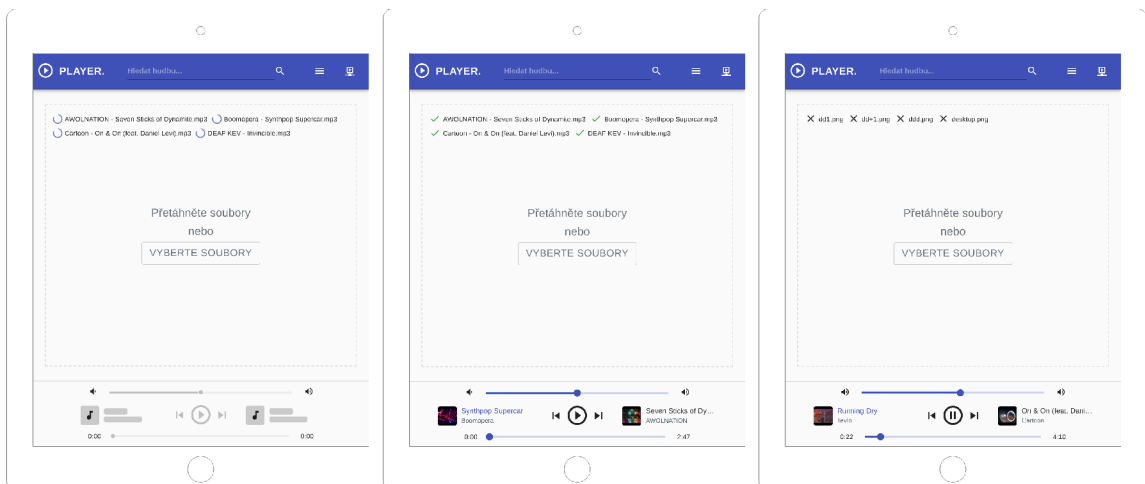 PLAYER. Hledat hudbu...
AWOLNATION - Seven Sticks of Dynamite.mp3 Boomopera - Synthpop Supercar.mp3
Cartoon - On & On (feat. Daniel Levi).mp3 DEAF KEV - Invincible.mp3
Přetáhněte soubory
nebo
VYBERTE SOUBORY
0:00 0:00
PLAYER. Hledat hudbu...
AWOLNATION - Seven Sticks of Dynamite.mp3 Boomopera - Synthpop Supercar.mp3
Cartoon - On & On (feat. Daniel Levi).mp3 DEAF KEV - Invincible.mp3
Přetáhněte soubory
nebo
VYBERTE SOUBORY
Synthpop Supercar Seven Sticks of Dy...
Boomopera AWOLNATION
0:00 2:47
PLAYER. Hledat hudbu...
dd1.png dd+1.png ddd.png desktop.png
Přetáhněte soubory
nebo
VYBERTE SOUBORY
Running Dry On & On (feat. Dani...
Cartoon
0:22 4:10